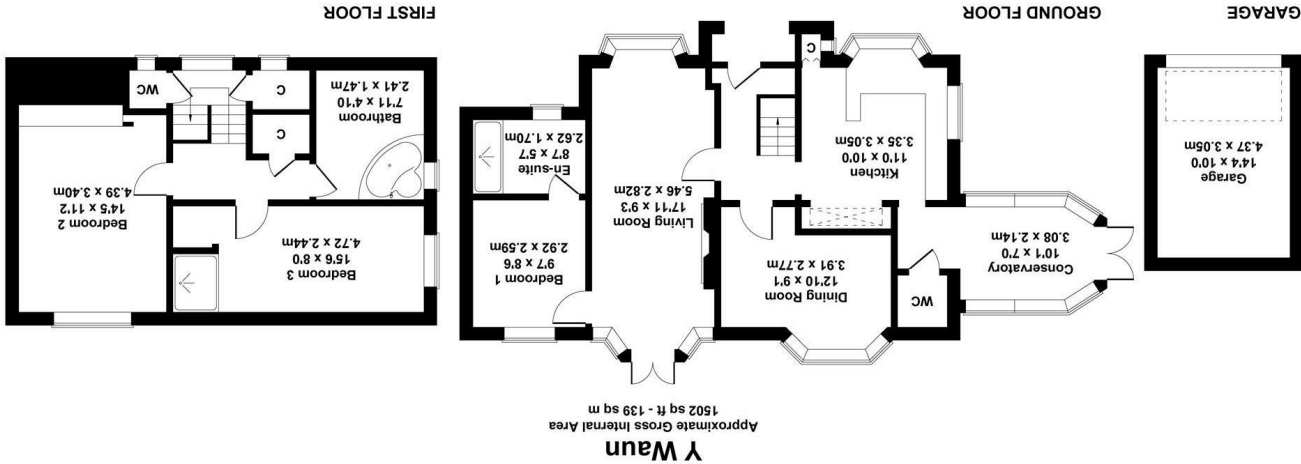 Y Waun
Approximate Gross Internal Area
1502 sq ft - 139 sq m
Garage
14'4 x 10'0
4.37 x 3.05m
GARAGE
Conservatory
10'1 x 7'0
3.08 x 2.14m
WC
Dining Room
12'10 x 9'1
3.91 x 2.77m
Kitchen
11'0 x 10'0
3.35 x 3.05m
C
Living Room
17'11 x 9'3
5.46 x 2.82m
Bedroom 1
9'7 x 8'6
2.92 x 2.59m
En-suite
8'7 x 5'7
2.62 x 1.70m
GROUND FLOOR
Bedroom 3
15'6 x 8'0
4.72 x 2.44m
Bedroom 2
14'5 x 11'2
4.39 x 3.40m
Bathroom
7'11 x 4'10
2.41 x 1.47m
C
C
WC
FIRST FLOOR